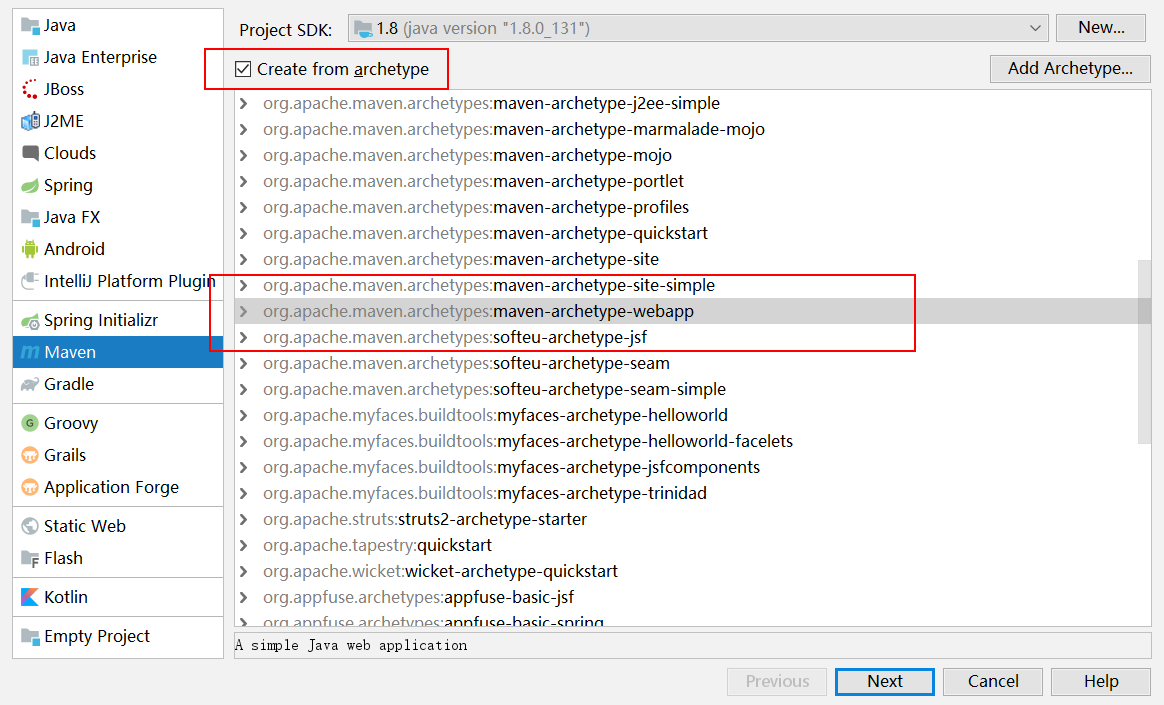 Java
Java Enterprise
JBoss
J2ME
Clouds
Spring
Java FX
Android
IntelliJ Platform Plugin
Spring Initializr
Maven
Gradle
Groovy
Grails
Application Forge
Static Web
Flash
Kotlin
Empty Project
Project SDK: 1.8 (java version "1.8.0_131") New...
Create from archetype Add Archetype...
org.apache.maven.archetypes:maven-archetype-j2ee-simple
org.apache.maven.archetypes:maven-archetype-marmalade-mojo
org.apache.maven.archetypes:maven-archetype-mojo
org.apache.maven.archetypes:maven-archetype-portlet
org.apache.maven.archetypes:maven-archetype-profiles
org.apache.maven.archetypes:maven-archetype-quickstart
org.apache.maven.archetypes:maven-archetype-site
org.apache.maven.archetypes:maven-archetype-site-simple
org.apache.maven.archetypes:maven-archetype-webapp
org.apache.maven.archetypes:softeu-archetype-jsf
org.apache.maven.archetypes:softeu-archetype-seam
org.apache.maven.archetypes:softeu-archetype-seam-simple
org.apache.myfaces.buildtools:myfaces-archetype-helloworld
org.apache.myfaces.buildtools:myfaces-archetype-helloworld-facelets
org.apache.myfaces.buildtools:myfaces-archetype-jsfcomponents
org.apache.myfaces.buildtools:myfaces-archetype-trinidad
org.apache.struts:struts2-archetype-starter
org.apache.tapestry:quickstart
org.apache.wicket:wicket-archetype-quickstart
org.appfuse.archetypes:appfuse-basic-jsf
org.appfuse.archetypes:appfuse-basic-spring
A simple Java web application
Previous Next Cancel Help